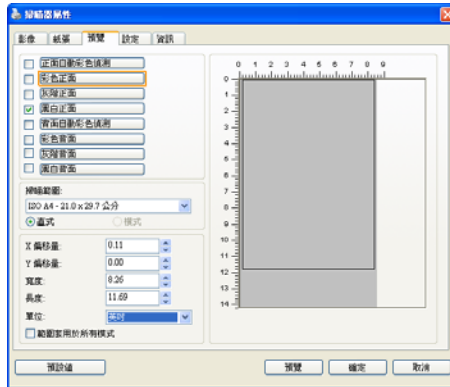 掃瞄器屬性
影像 紙張 預覽 設定 資訊
正面自動彩色偵測
彩色正面
灰階正面
黑白正面
背面自動彩色偵測
彩色背面
灰階背面
黑白背面
掃瞄範圍:
ISO A4 - 21.0 x 29.7 公分
直式 橫式
X 偏移量: 0.11
Y 偏移量: 0.00
寬度: 8.26
長度: 11.69
單位: 英吋
範圍套用於所有模式
0 1 2 3 4 5 6 7 8 9
0
1
2
3
4
5
6
7
8
9
10
11
12
13
14
預設值 預覽 確定 取消